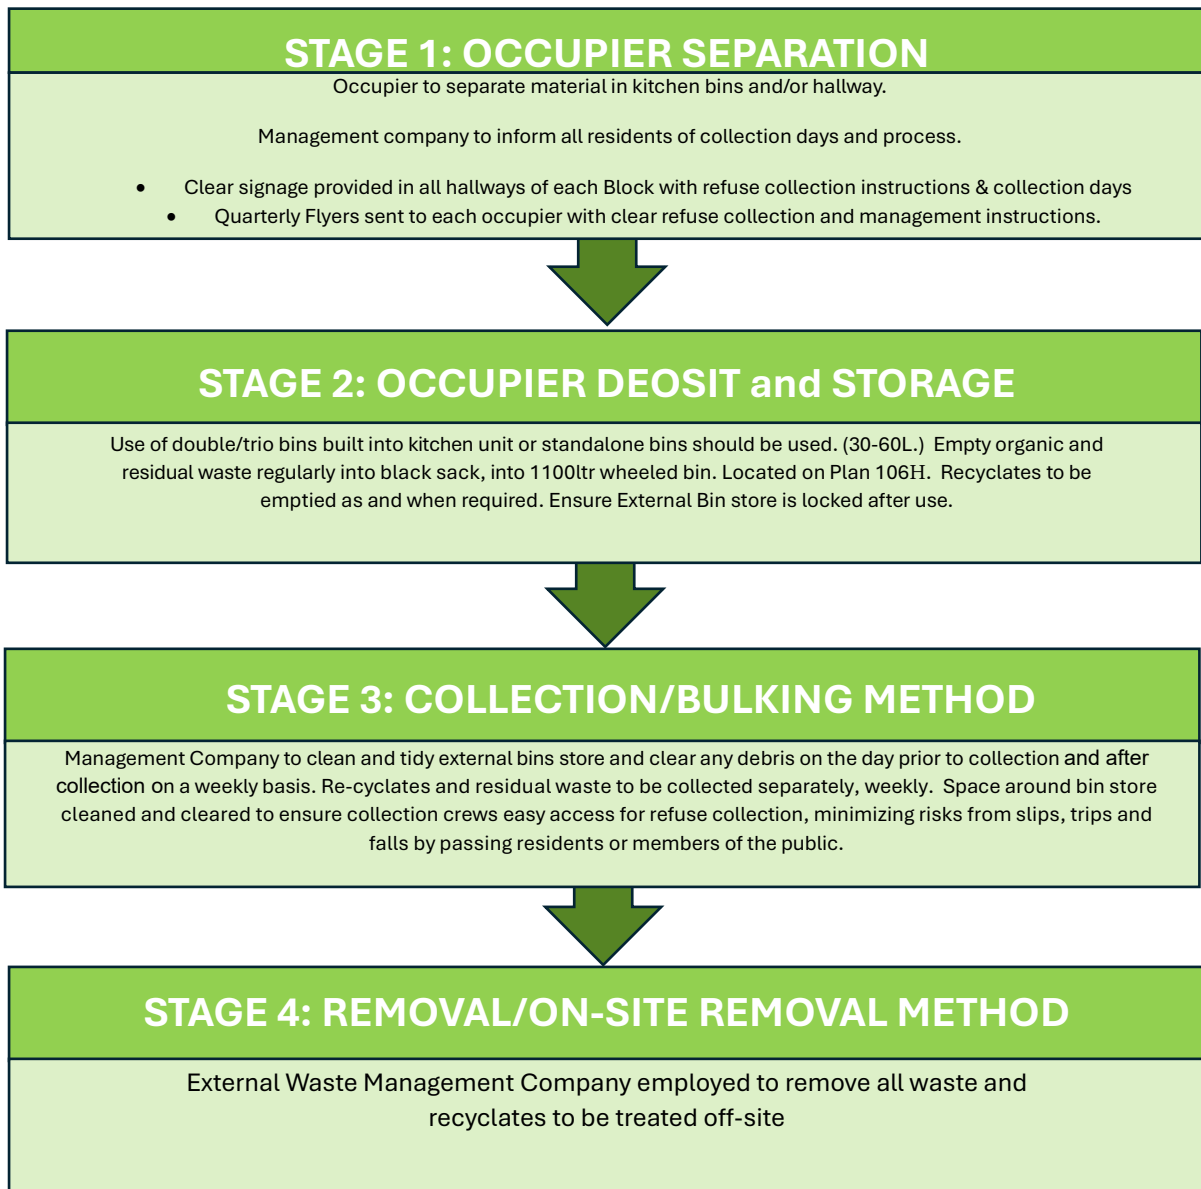 STAGE 1: OCCUPIER SEPARATION
Occupier to separate material in kitchen bins and/or hallway.
Management company to inform all residents of collection days and process.
• Clear signage provided in all hallways of each Block with refuse collection instructions & collection days
• Quarterly Flyers sent to each occupier with clear refuse collection and management instructions.
STAGE 2: OCCUPIER DEOSIT and STORAGE
Use of double/trio bins built into kitchen unit or standalone bins should be used. (30-60L.) Empty organic and
residual waste regularly into black sack, into 1100ltr wheeled bin. Located on Plan 106H. Recyclates to be
emptied as and when required. Ensure External Bin store is locked after use.
STAGE 3: COLLECTION/BULKING METHOD
Management Company to clean and tidy external bins store and clear any debris on the day prior to collection and after
collection on a weekly basis. Re-cyclates and residual waste to be collected separately, weekly. Space around bin store
cleaned and cleared to ensure collection crews easy access for refuse collection, minimizing risks from slips, trips and
falls by passing residents or members of the public.
STAGE 4: REMOVAL/ON-SITE REMOVAL METHOD
External Waste Management Company employed to remove all waste and
recyclates to be treated off-site